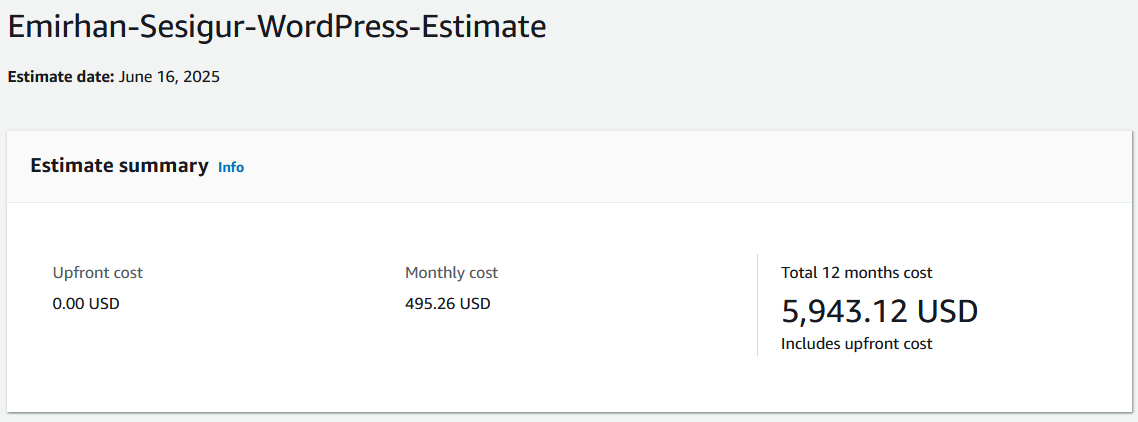 Emirhan-Sesigur-WordPress-Estimate
Estimate date: June 16, 2025
Estimate summary Info
Upfront cost
0.00 USD
Monthly cost
495.26 USD
Total 12 months cost
5,943.12 USD
Includes upfront cost